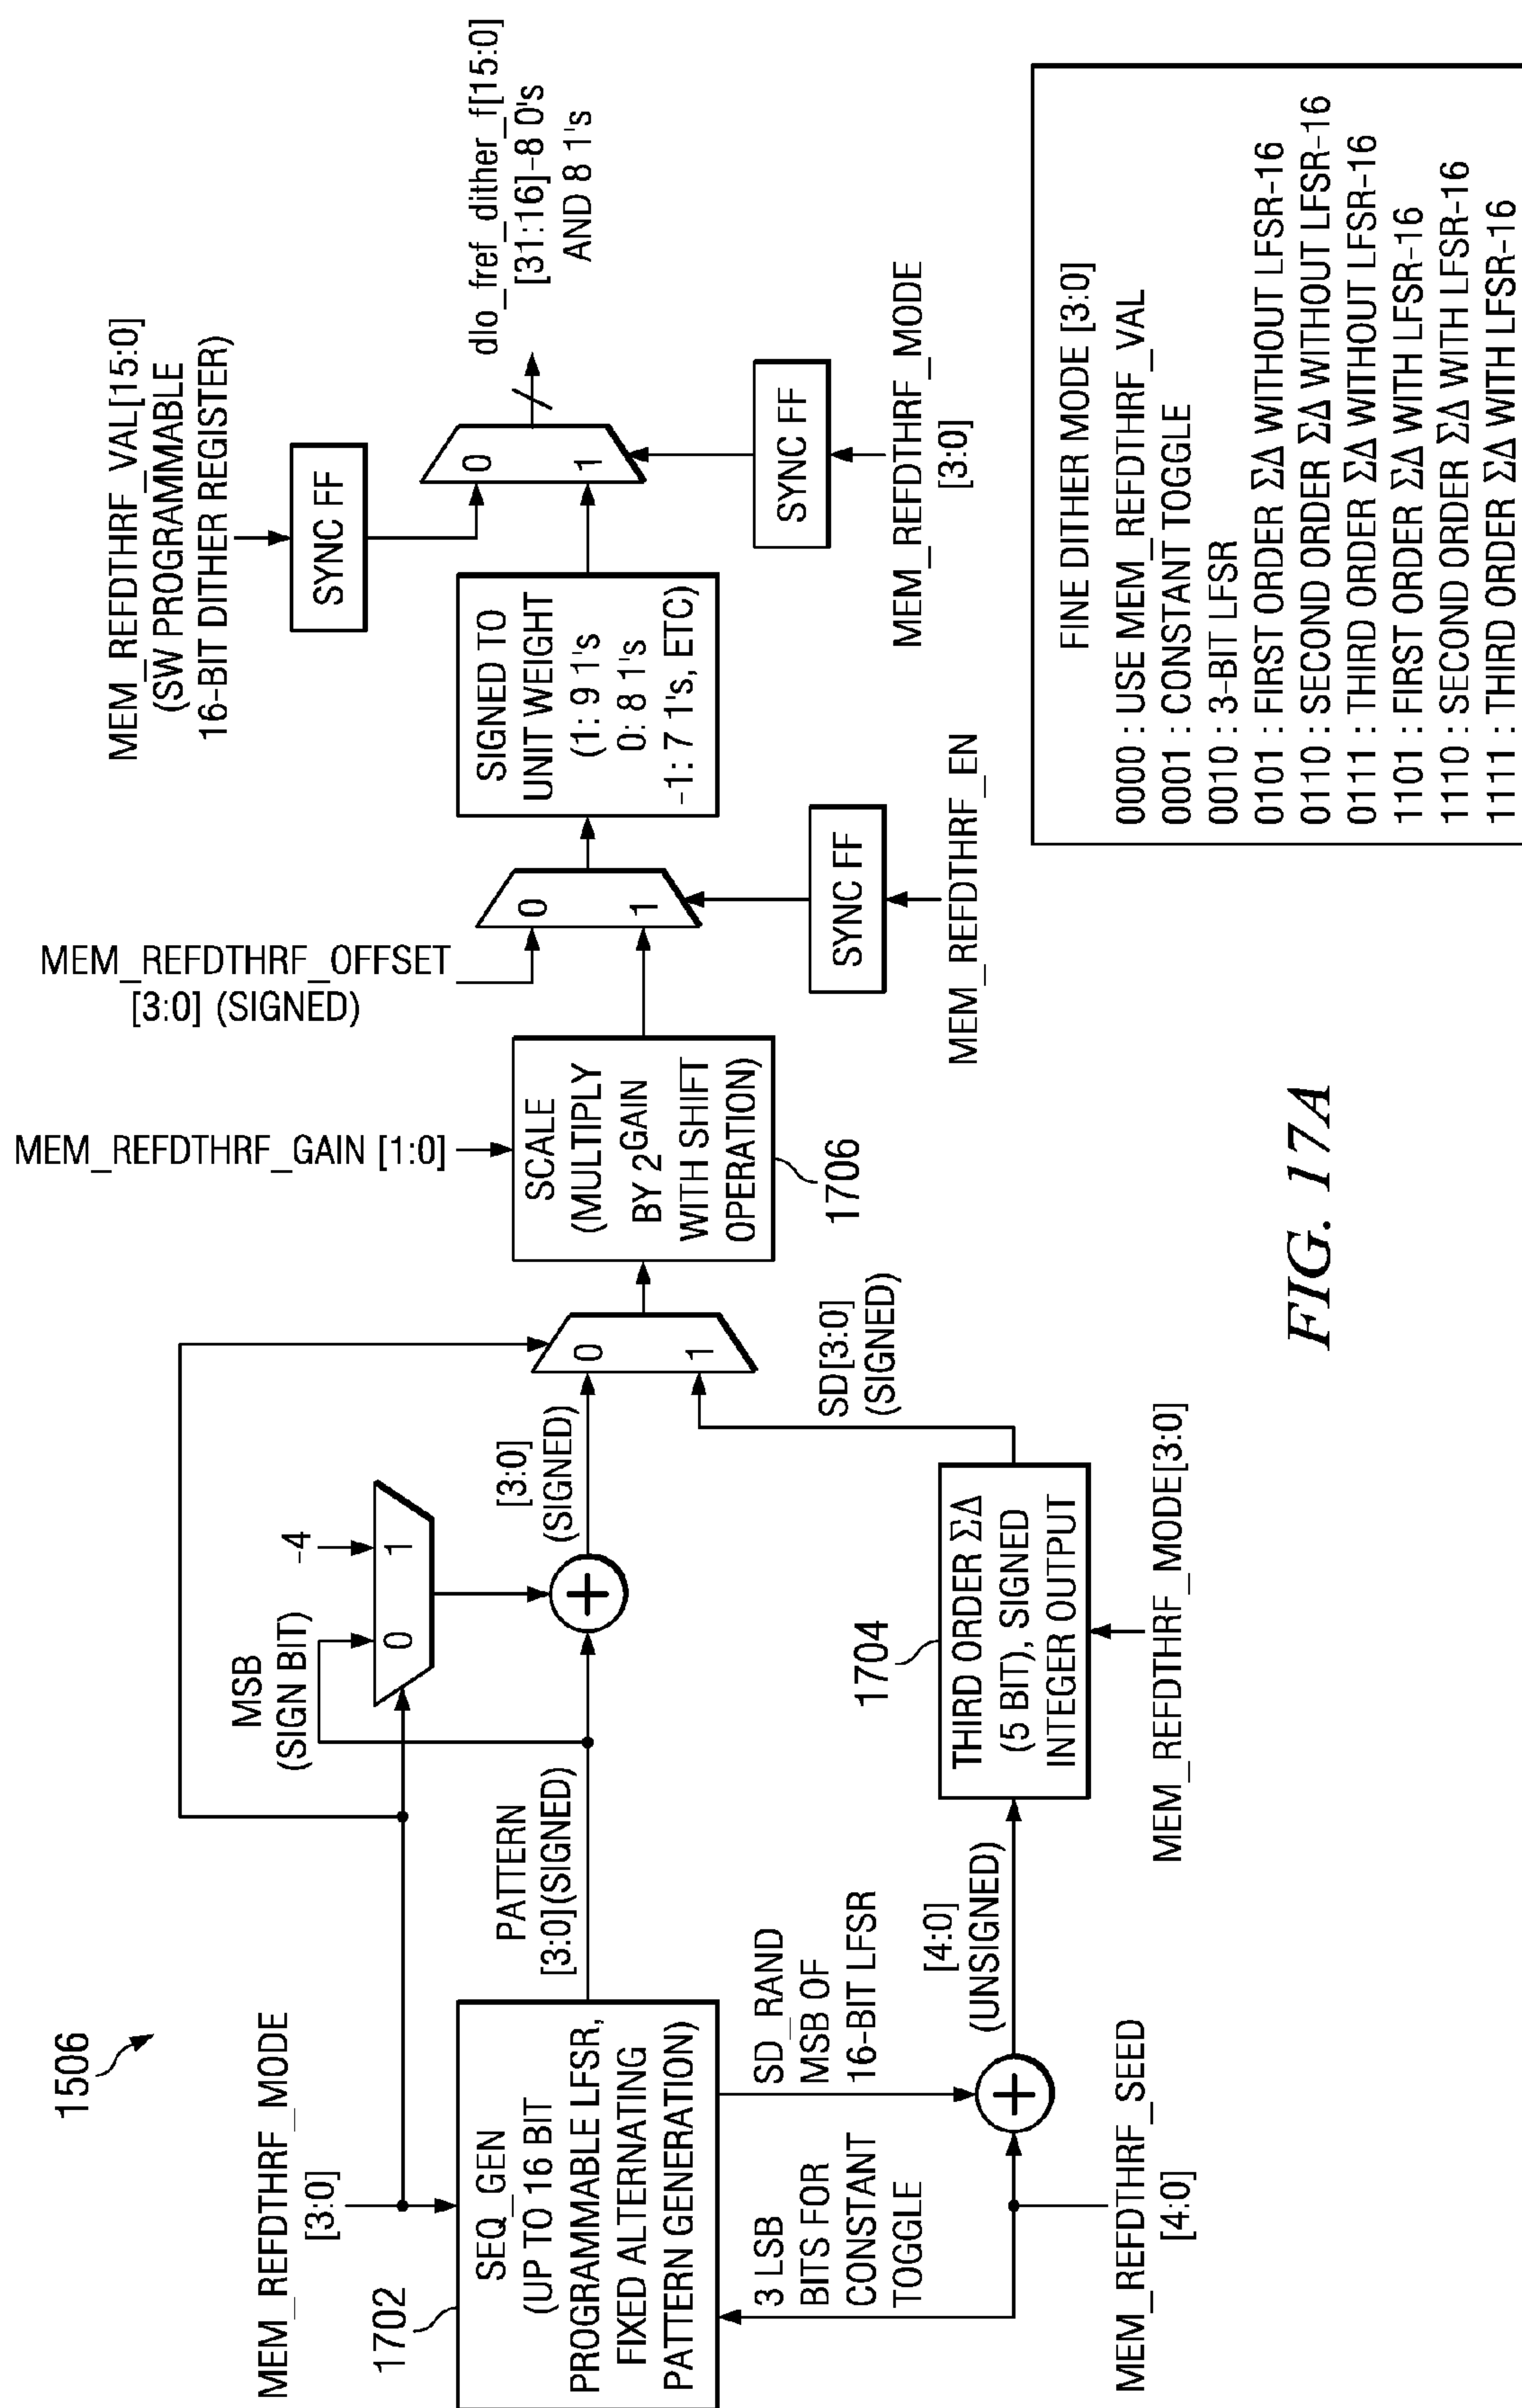 1506
MEM_REFDTHRF_MODE
[3:0]
1702
SEQ_GEN
(UP TO 16 BIT
PROGRAMMABLE LFSR,
FIXED ALTERNATING
PATTERN GENERATION)
3 LSB
BITS FOR
CONSTANT
TOGGLE
SD_RAND
MSB OF
16-BIT LFSR
MEM_REFDTHRF_SEED
[4:0]
[4:0]
(UNSIGNED)
PATTERN
[3:0](SIGNED)
MSB
(SIGN BIT)
-4
0
1
+
+
[3:0]
(SIGNED)
1704
THIRD ORDER ΣΔ
(5 BIT), SIGNED
INTEGER OUTPUT
MEM_REFDTHRF_MODE[3:0]
SD[3:0]
(SIGNED)
0
1
MEM_REFDTHRF_GAIN [1:0]
SCALE
(MULTIPLY
BY 2^GAIN
WITH SHIFT
OPERATION)
1706
MEM_REFDTHRF_OFFSET
[3:0] (SIGNED)
0
1
SYNC FF
MEM_REFDTHRF_EN
SIGNED TO
UNIT WEIGHT
(1: 9 1's
0: 8 1's
-1: 7 1's, ETC)
MEM_REFDTHRF_VAL[15:0]
(SW PROGRAMMABLE
16-BIT DITHER REGISTER)
SYNC FF
0
1
SYNC FF
MEM_REFDTHRF_MODE
[3:0]
dlo_fref_dither_f[15:0]
[31:16]-8 0's
AND 8 1's
FINE DITHER MODE [3:0]
0000 : USE MEM_REFDTHRF_VAL
0001 : CONSTANT TOGGLE
0010 : 3-BIT LFSR
0101 : FIRST ORDER ΣΔ WITHOUT LFSR-16
0110 : SECOND ORDER ΣΔ WITHOUT LFSR-16
0111 : THIRD ORDER ΣΔ WITHOUT LFSR-16
1101 : FIRST ORDER ΣΔ WITH LFSR-16
1110 : SECOND ORDER ΣΔ WITH LFSR-16
1111 : THIRD ORDER ΣΔ WITH LFSR-16
FIG. 17A